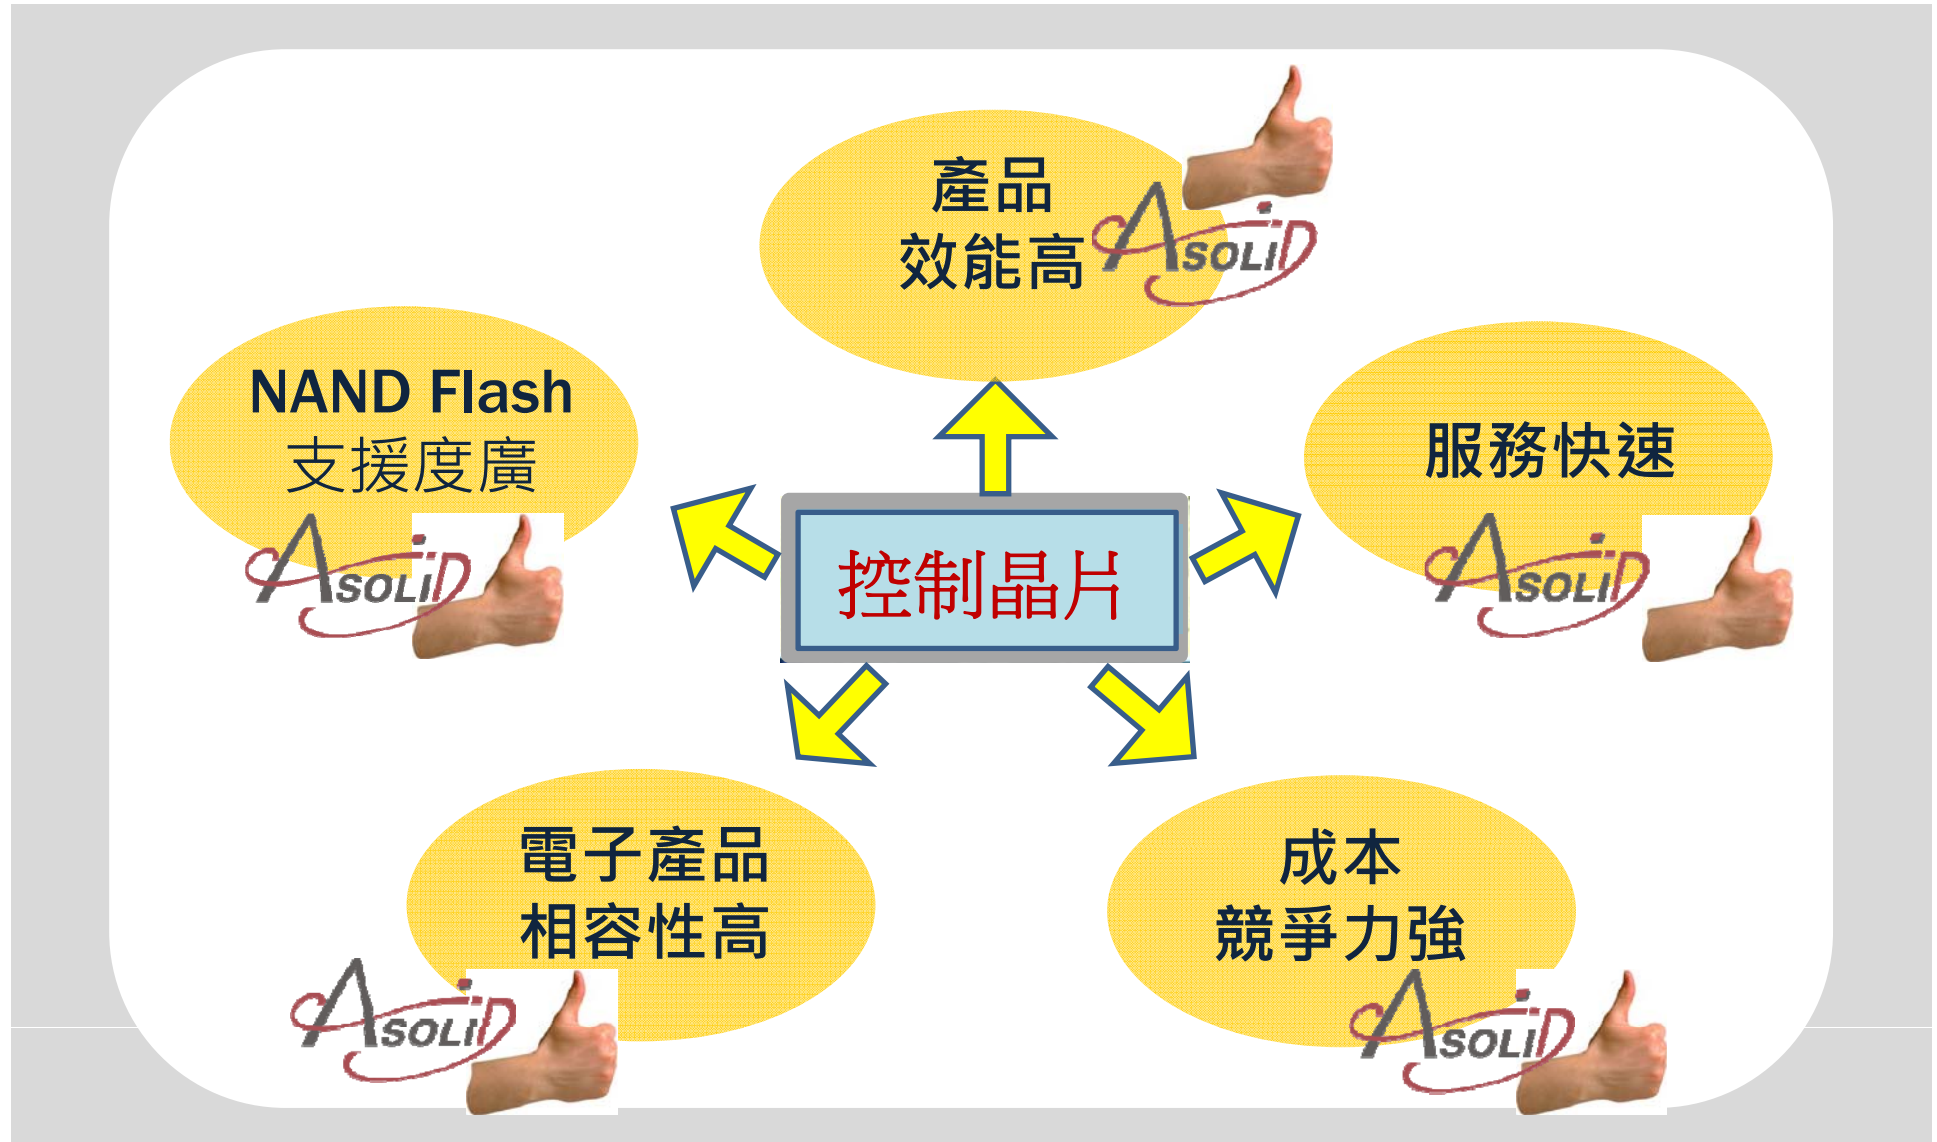 產品
效能高
ASOLID
NAND Flash
支援度廣
ASOLID
服務快速
ASOLID
控制晶片
電子產品
相容性高
ASOLID
成本
競爭力強
ASOLID